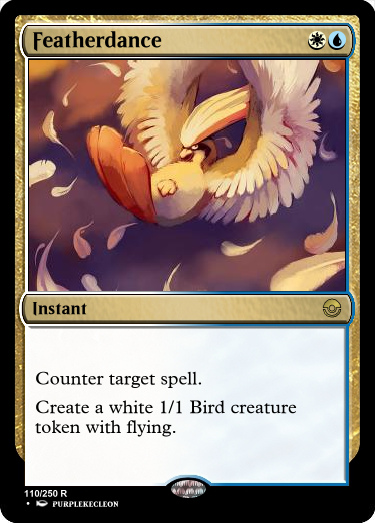 Featherdance
Instant
Counter target spell.
Create a white 1/1 Bird creature
token with flying.
110/250 R
• PURPLEKECLEON